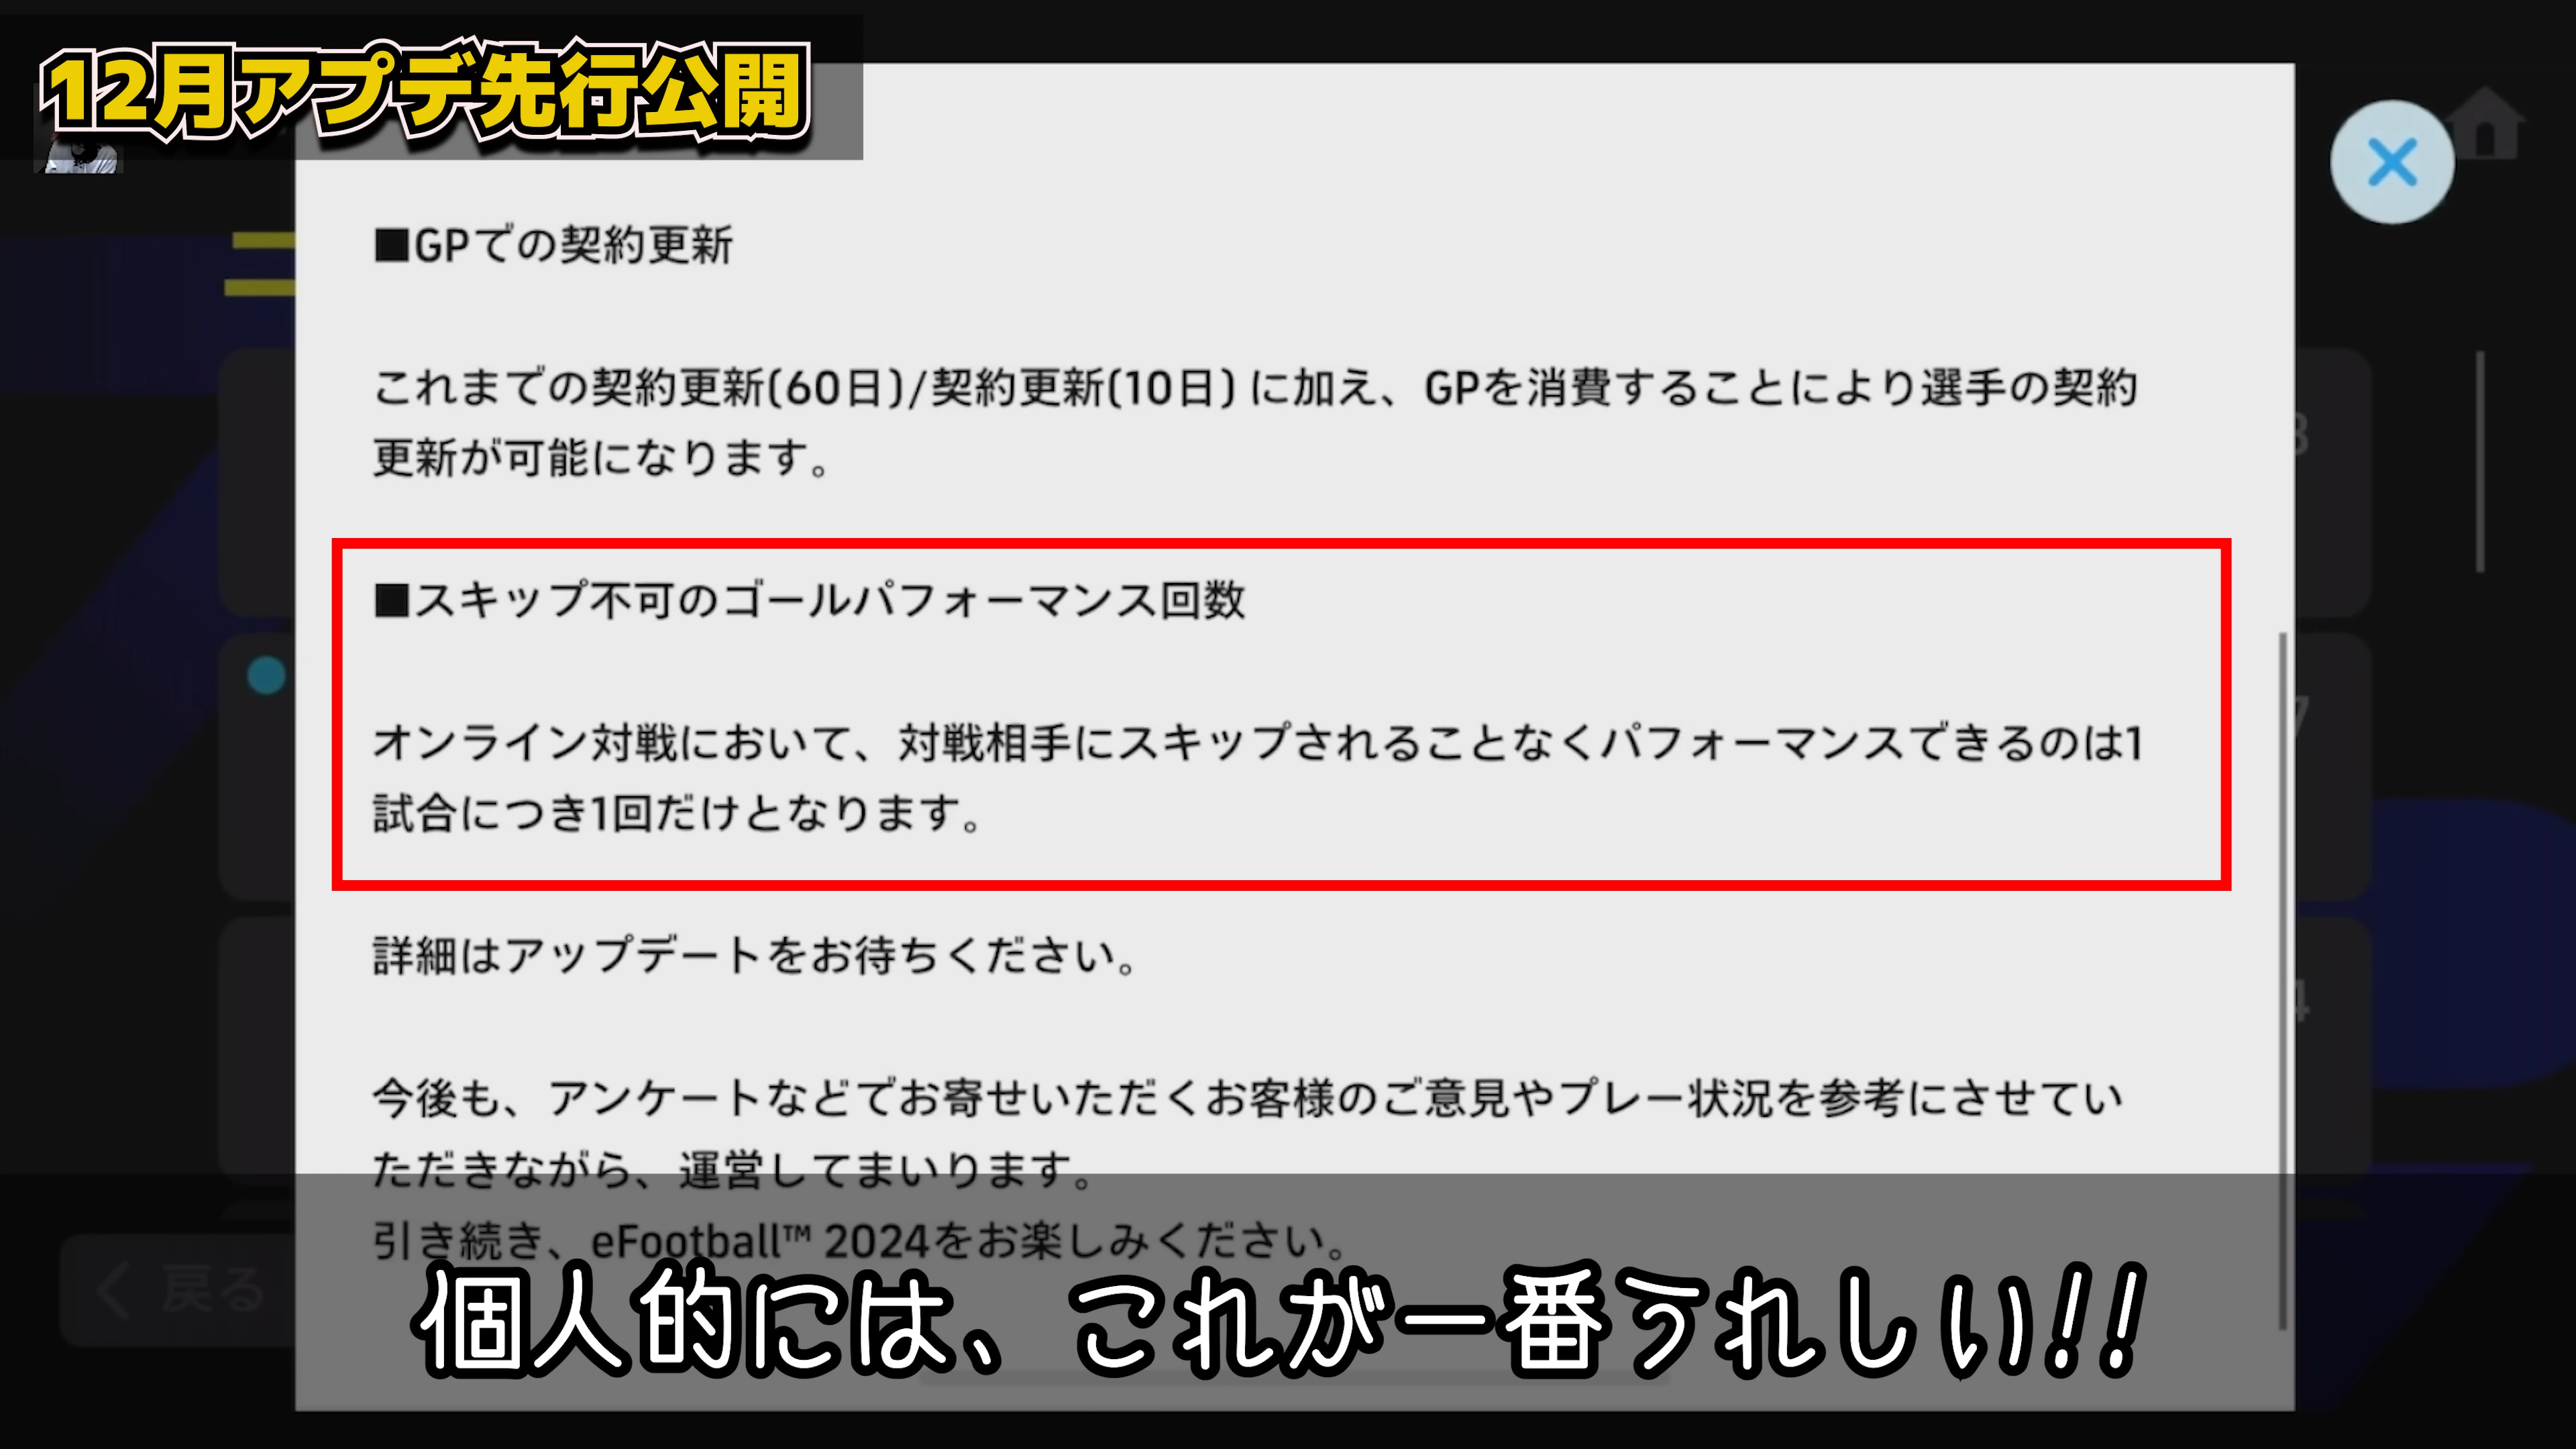 12月アプデ先行公開
■GPでの契約更新
これまでの契約更新(60日)/契約更新(10日) に加え、GPを消費することにより選手の契約
更新が可能になります。
■スキップ不可のゴールパフォーマンス回数
オンライン対戦において、対戦相手にスキップされることなくパフォーマンスできるのは1
試合につき1回だけとなります。
詳細はアップデートをお待ちください。
今後も、アンケートなどでお寄せいただくお客様のご意見やプレー状況を参考にさせてい
ただきながら、運営してまいります。
引き続き、eFootball™ 2024をお楽しみください。
戻る
個人的には、これが一番うれしい!!